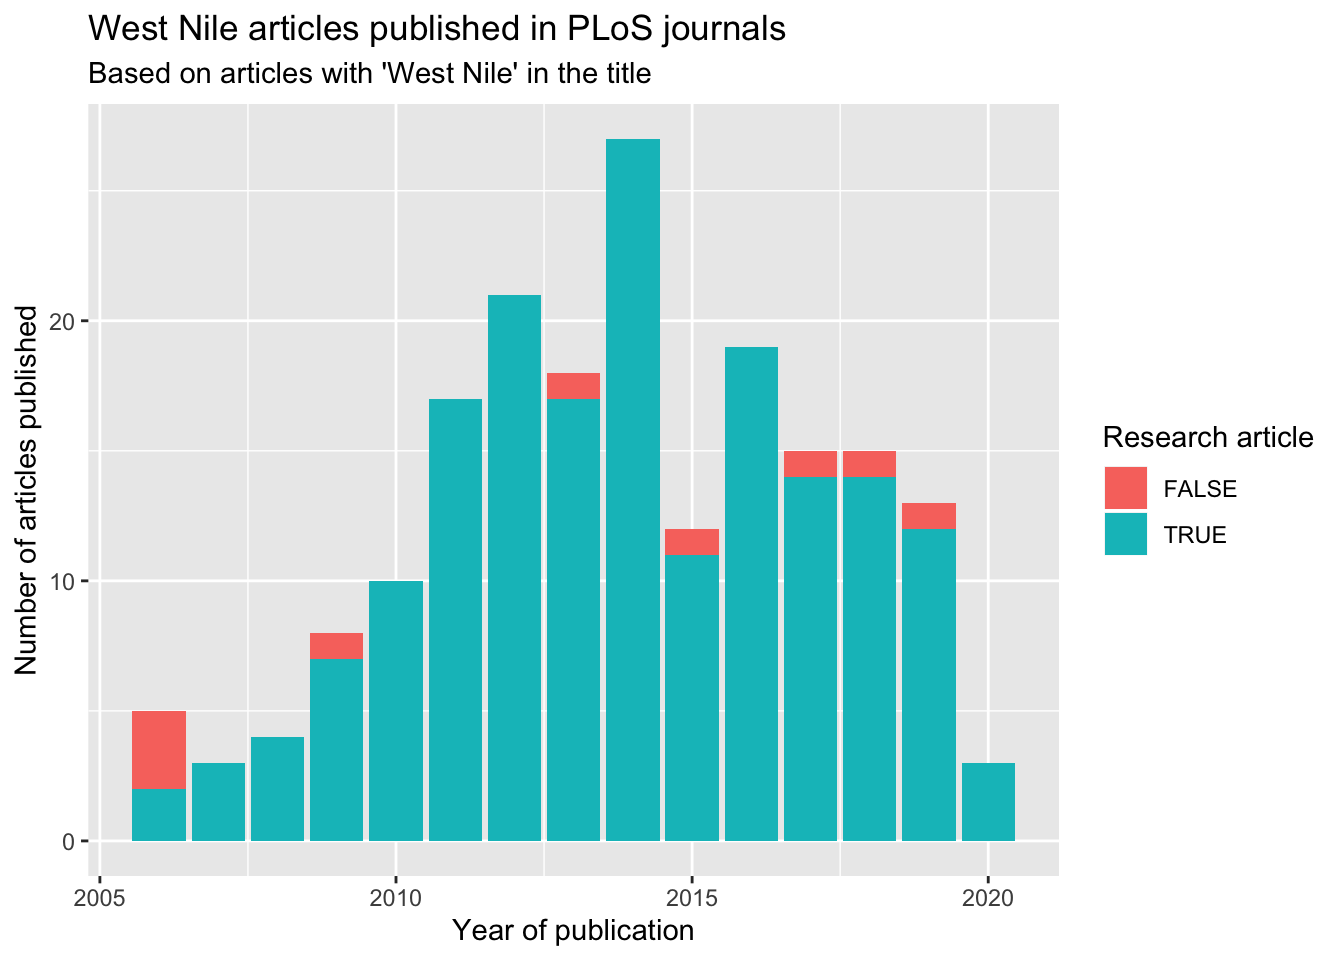 West Nile articles published in PLoS journals
Based on articles with 'West Nile' in the title
Number of articles published
20
10
0
2005
2010
2015
2020
Year of publication
Research article
FALSE
TRUE